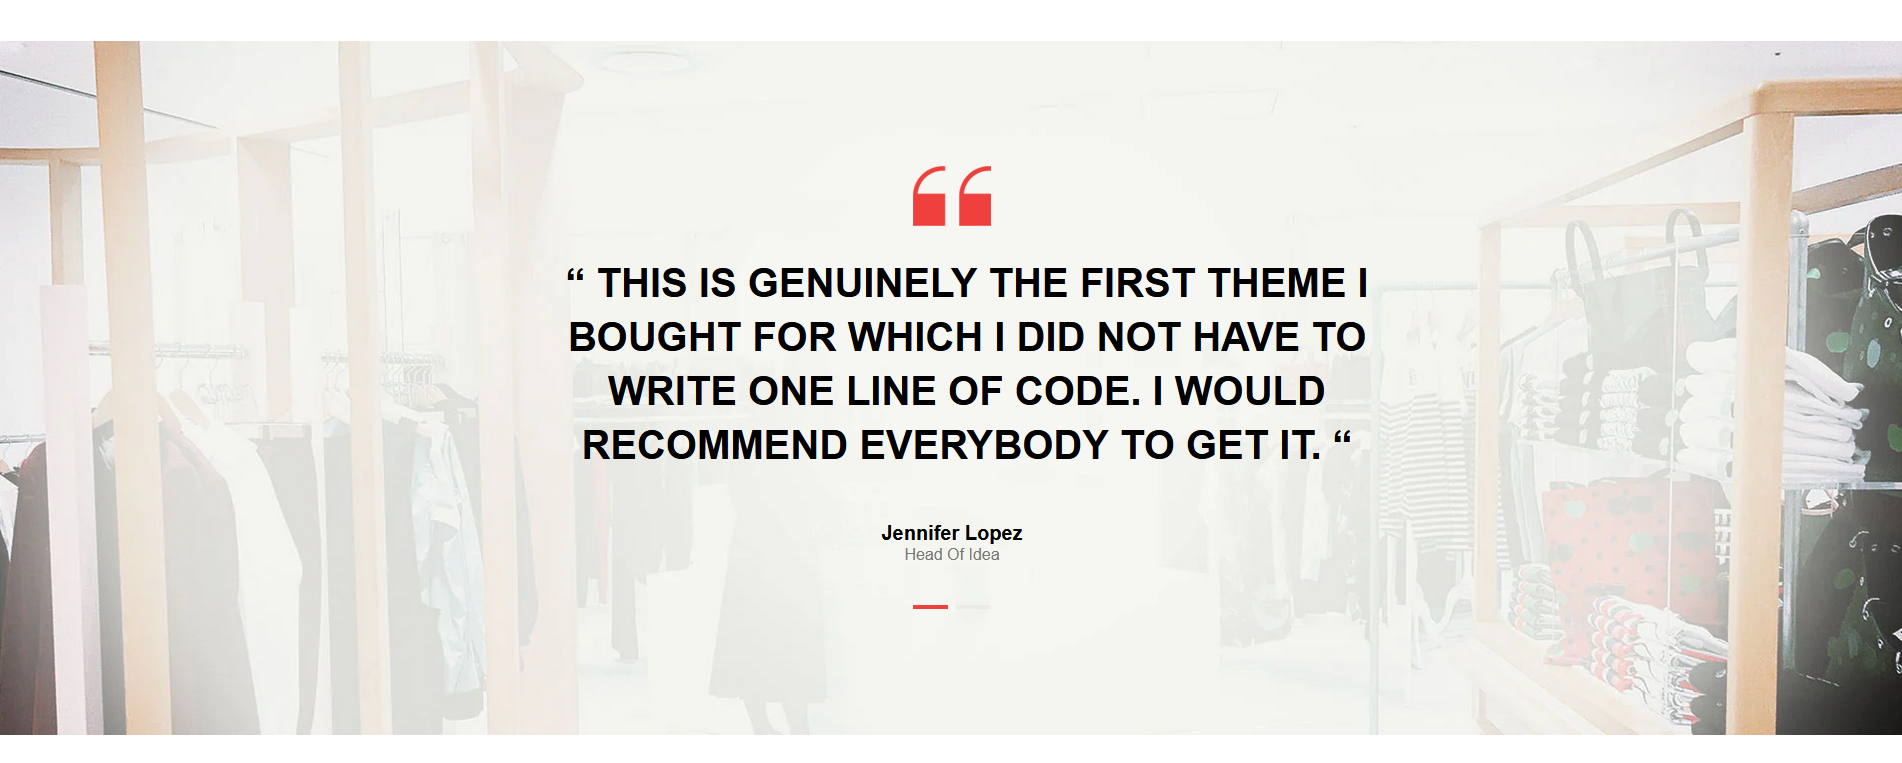 “ THIS IS GENUINELY THE FIRST THEME I
BOUGHT FOR WHICH I DID NOT HAVE TO
WRITE ONE LINE OF CODE. I WOULD
RECOMMEND EVERYBODY TO GET IT. “
Jennifer Lopez
Head Of Idea